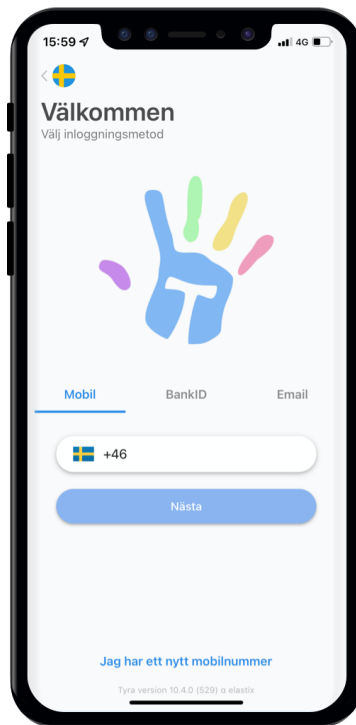 15:59
4G
Välkommen
Välj inloggningsmetod
T
Mobil BankID Email
+46
Nästa
Jag har ett nytt mobilnummer
Tyra version 10.4.0 (529) α elastix